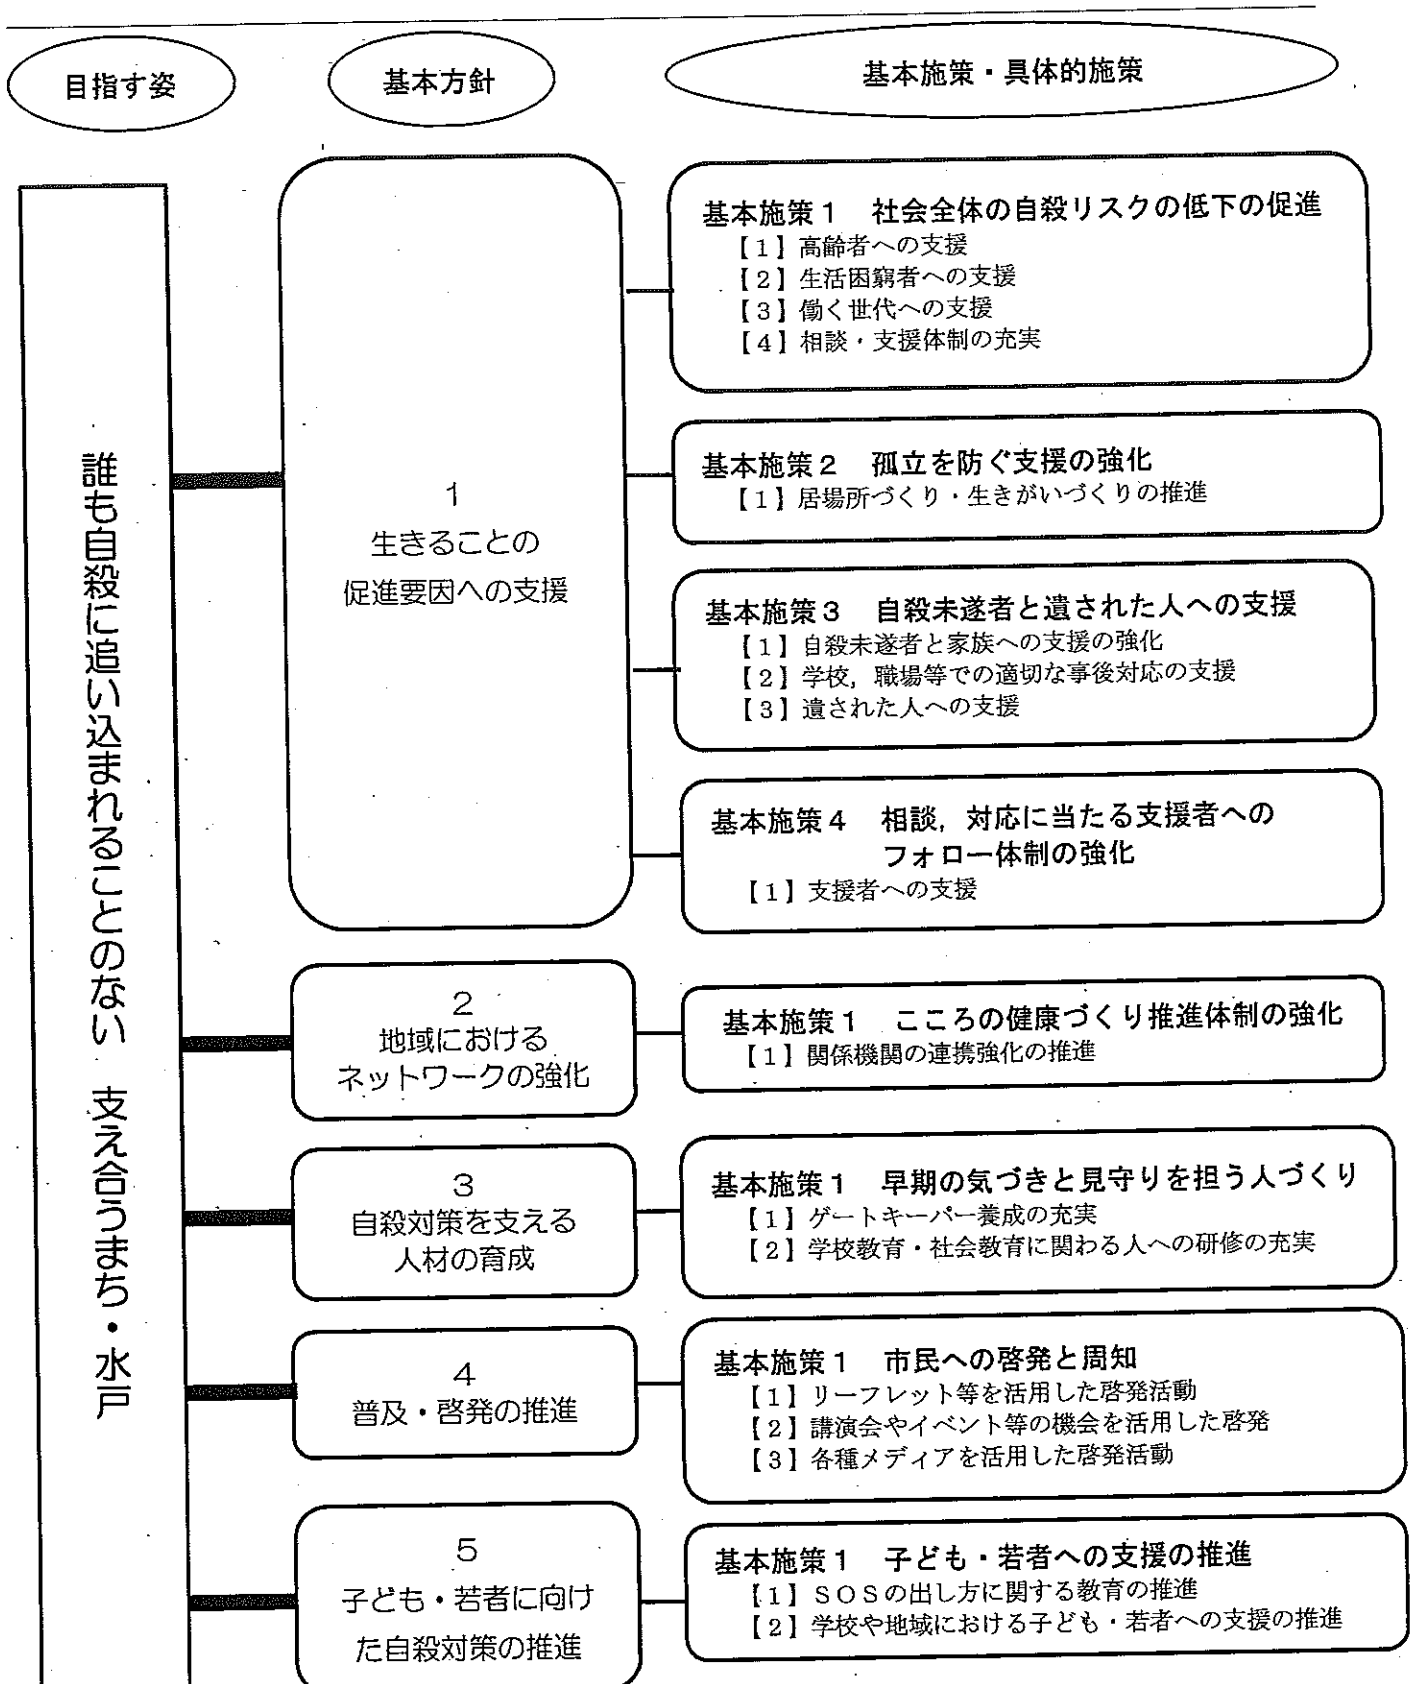 目指す姿
基本方針
基本施策・具体的施策
誰も自殺に追い込まれることのない 支え合うまち・水戸
1
生きることの
促進要因への支援
基本施策1 社会全体の自殺リスクの低下の促進
【1】高齢者への支援
【2】生活困窮者への支援
【3】働く世代への支援
【4】相談・支援体制の充実
基本施策2 孤立を防ぐ支援の強化
【1】居場所づくり・生きがいづくりの推進
基本施策3 自殺未遂者と遺された人への支援
【1】自殺未遂者と家族への支援の強化
【2】学校，職場等での適切な事後対応の支援
【3】遺された人への支援
基本施策4 相談，対応に当たる支援者への
フォロー体制の強化
【1】支援者への支援
2
地域における
ネットワークの強化
基本施策1 こころの健康づくり推進体制の強化
【1】関係機関の連携強化の推進
3
自殺対策を支える
人材の育成
基本施策1 早期の気づきと見守りを担う人づくり
【1】ゲートキーパー養成の充実
【2】学校教育・社会教育に関わる人への研修の充実
4
普及・啓発の推進
基本施策1 市民への啓発と周知
【1】リーフレット等を活用した啓発活動
【2】講演会やイベント等の機会を活用した啓発
【3】各種メディアを活用した啓発活動
5
子ども・若者に向け
た自殺対策の推進
基本施策1 子ども・若者への支援の推進
【1】SOSの出し方に関する教育の推進
【2】学校や地域における子ども・若者への支援の推進